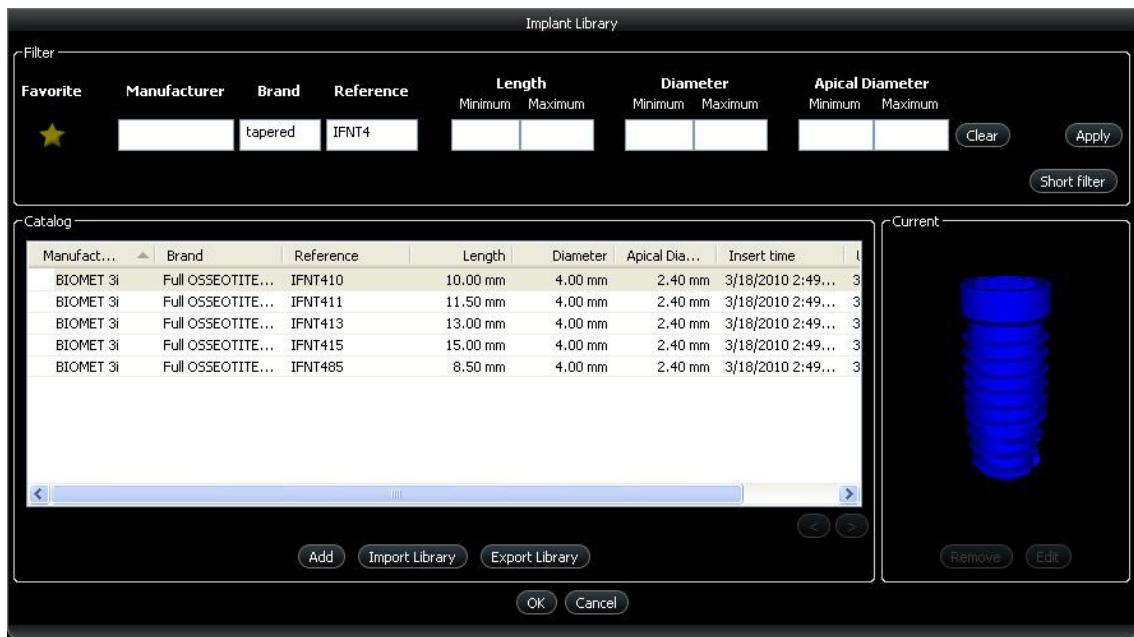 Implant Library
Filter
Favorite Manufacturer Brand Reference Length Diameter Apical Diameter
Minimum Maximum Minimum Maximum Minimum Maximum
tapered IFNT4 Clear Apply
Short filter
Catalog Current
Manufact... Brand Reference Length Diameter Apical Dia... Insert time
BIOMET 3i Full OSSEOTITE... IFNT410 10.00 mm 4.00 mm 2.40 mm 3/18/2010 2:49... 3
BIOMET 3i Full OSSEOTITE... IFNT411 11.50 mm 4.00 mm 2.40 mm 3/18/2010 2:49... 3
BIOMET 3i Full OSSEOTITE... IFNT413 13.00 mm 4.00 mm 2.40 mm 3/18/2010 2:49... 3
BIOMET 3i Full OSSEOTITE... IFNT415 15.00 mm 4.00 mm 2.40 mm 3/18/2010 2:49... 3
BIOMET 3i Full OSSEOTITE... IFNT485 8.50 mm 4.00 mm 2.40 mm 3/18/2010 2:49... 3
< >
Add Import Library Export Library Remove Edit
OK Cancel